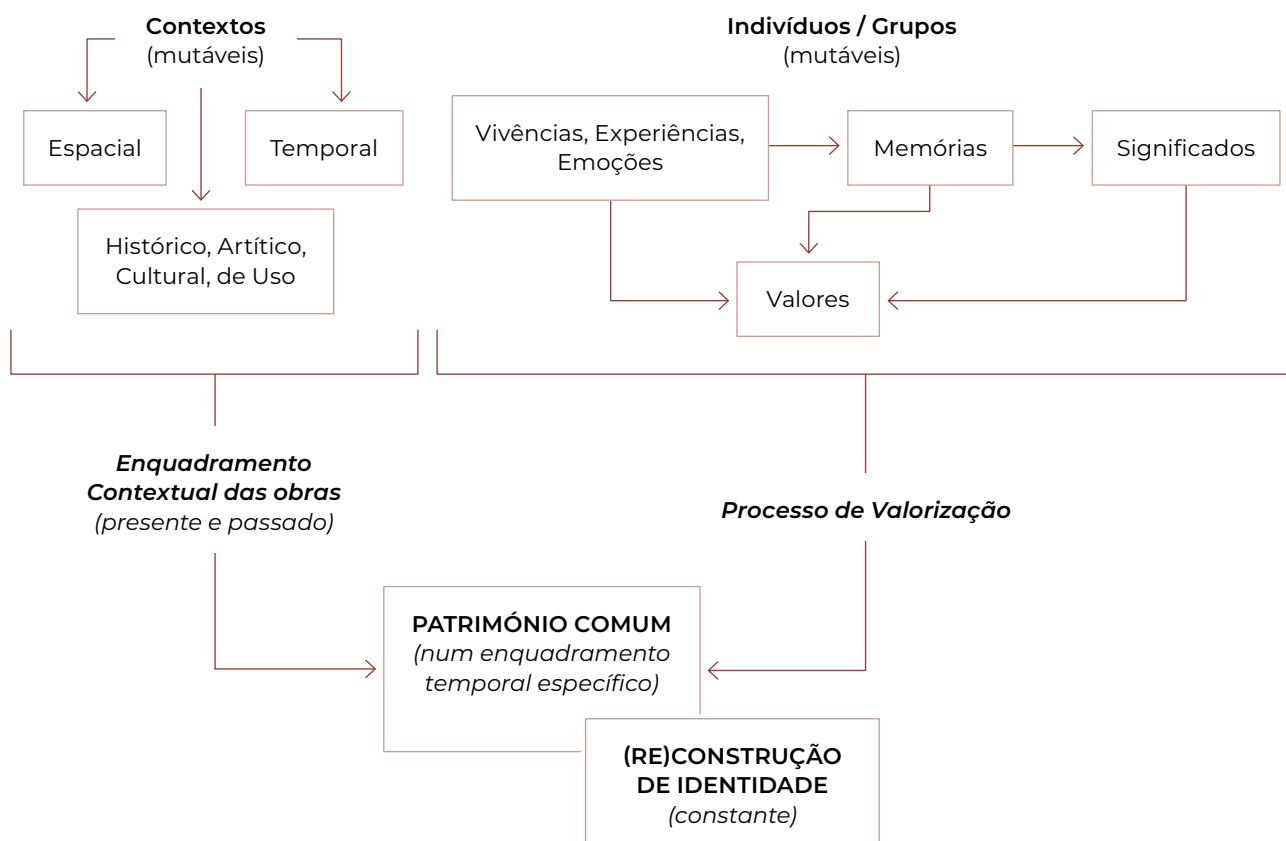 Contextos
(mutáveis)
Espacial
Temporal
Histórico, Artítico,
Cultural, de Uso
Indivíduos / Grupos
(mutáveis)
Vivências, Experiências,
Emoções
Memórias
Significados
Valores
Enquadramento
Contextual das obras
(presente e passado)
Processo de Valorização
PATRIMÓNIO COMUM
(num enquadramento
temporal específico)
(RE)CONSTRUÇÃO
DE IDENTIDADE
(constante)